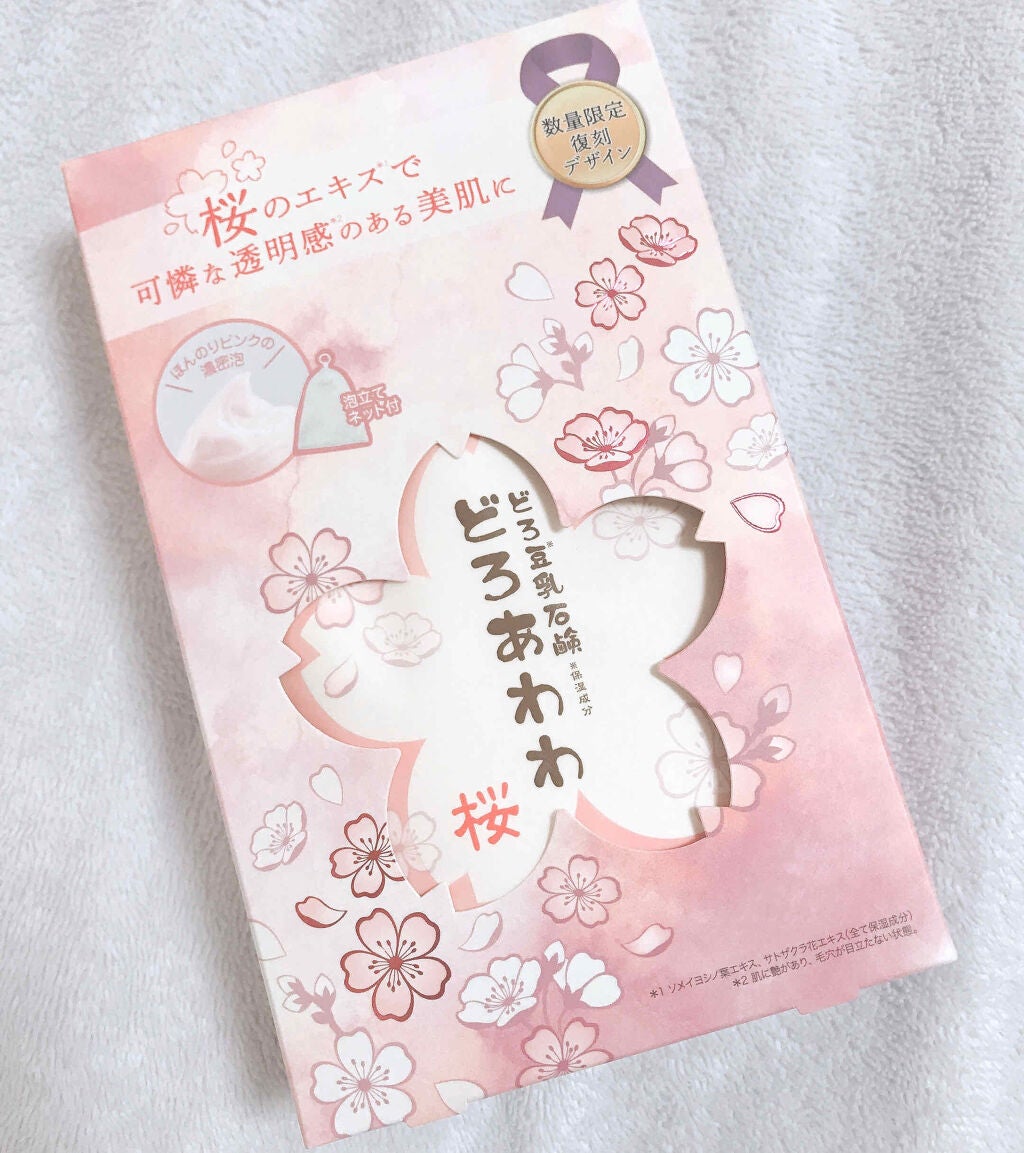 数量限定
復刻
デザイン
桜のエキス*1で
可憐な透明感*2のある美肌に
ほんのりピンクの
濃密泡
泡立て
ネット付
どろ豆乳石鹸
※
※保湿成分
どろあわわ
桜
*1 ソメイヨシノ葉エキス、サトザクラ花エキス(全て保湿成分)
*2 肌に艶があり、毛穴が目立たない状態。